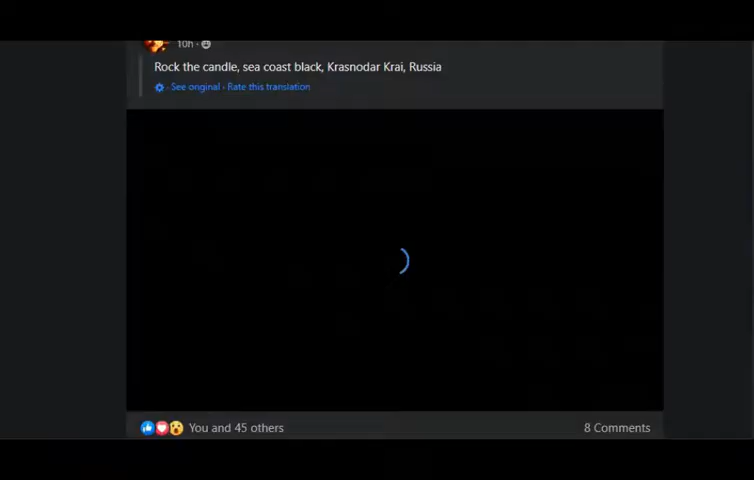 10h ·
Rock the candle, sea coast black, Krasnodar Krai, Russia
· See original · Rate this translation
You and 45 others
8 Comments